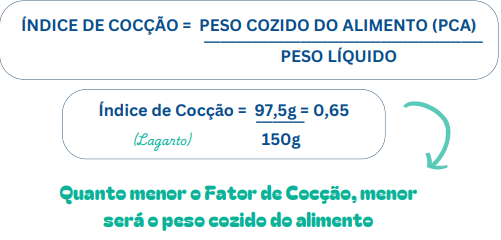 ÍNDICE DE COCÇÃO = PESO COZIDO DO ALIMENTO (PCA)
PESO LÍQUIDO
Índice de Cocção = 97,5g = 0,65
(Lagarto) 150g
Quanto menor o Fator de Cocção, menor
será o peso cozido do alimento